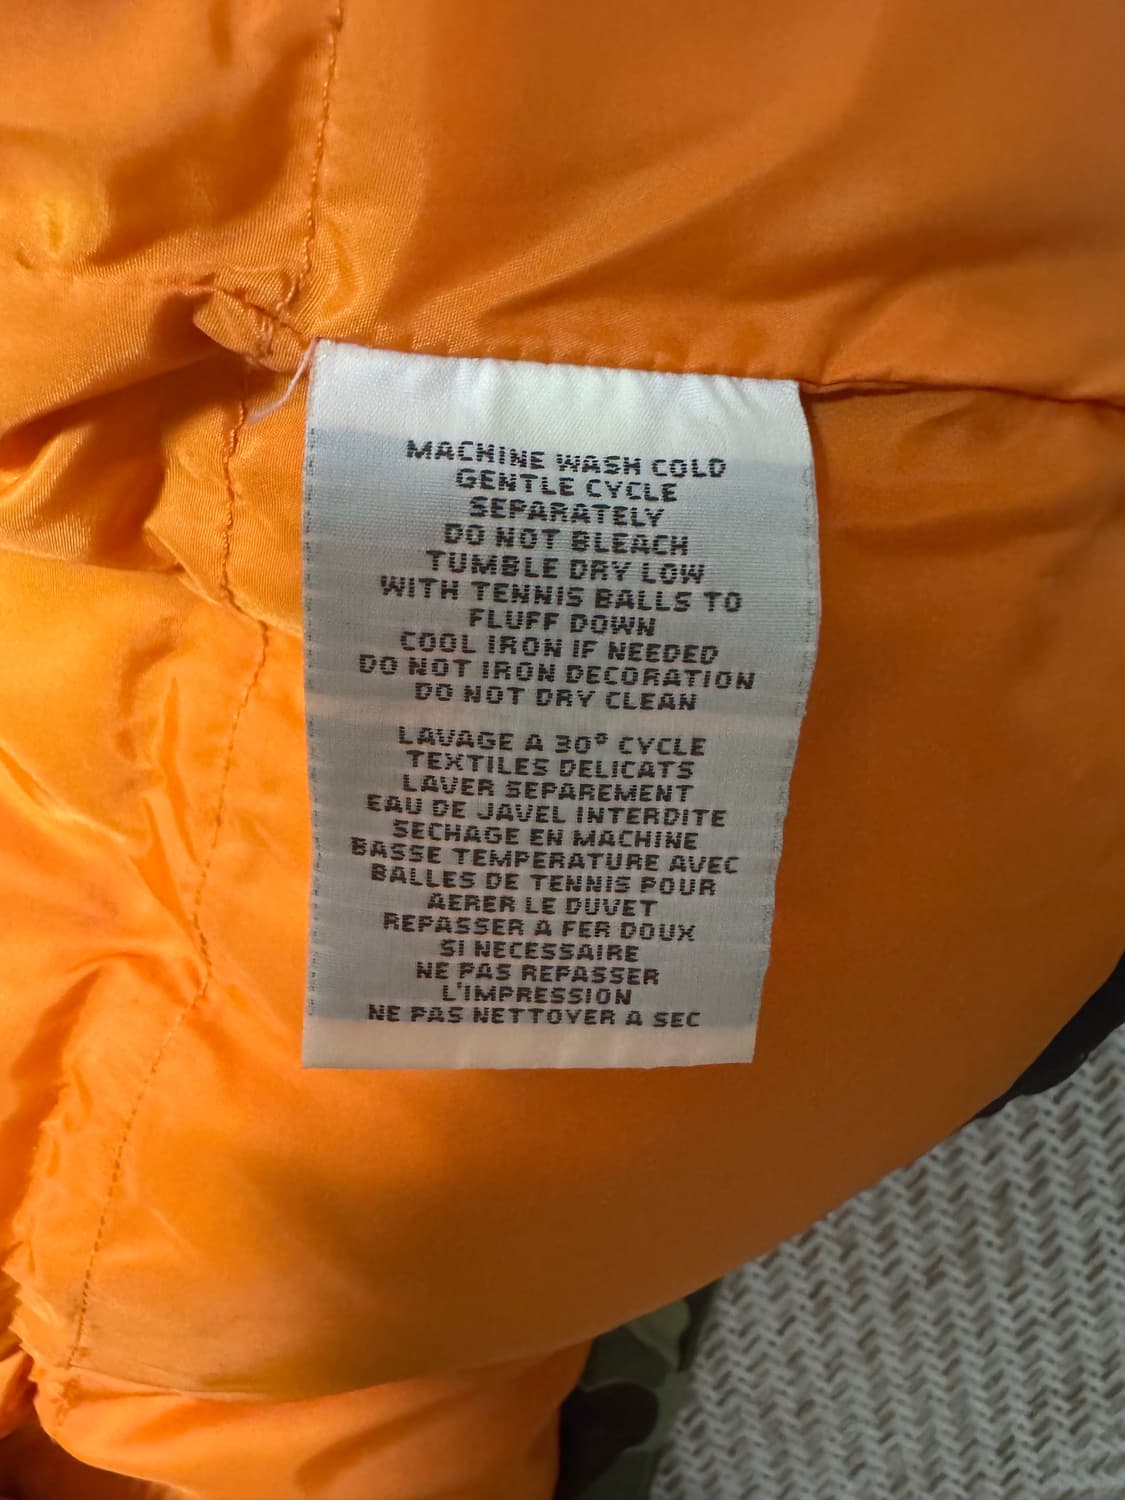 MACHINE WASH COLD
GENTLE CYCLE
SEPARATELY
DO NOT BLEACH
TUMBLE DRY LOW
WITH TENNIS BALLS TO
FLUFF DOWN
COOL IRON IF NEEDED
DO NOT IRON DECORATION
DO NOT DRY CLEAN
LAVAGE A 30° CYCLE
TEXTILES DELICATS
LAVER SEPAREMENT
EAU DE JAVEL INTERDITE
SECHAGE EN MACHINE
BASSE TEMPERATURE AVEC
BALLES DE TENNIS POUR
AERER LE DUVET
REPASSER A FER DOUX
SI NECESSAIRE
NE PAS REPASSER
L'IMPRESSION
NE PAS NETTOYER A SEC